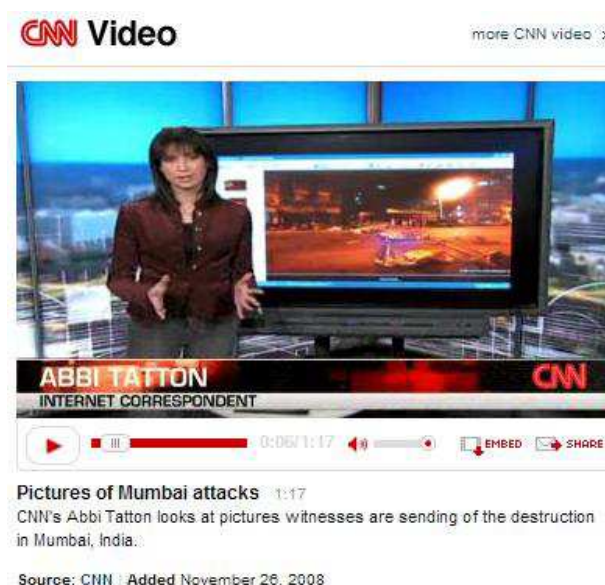 CNN Video
more CNN video
ABBI TATTON
CNN
INTERNET CORRESPONDENT
0:06/1:17
EMBED
SHARE
Pictures of Mumbai attacks 1:17
CNN's Abbi Tatton looks at pictures witnesses are sending of the destruction
in Mumbai, India.
Source: CNN | Added November 26, 2008